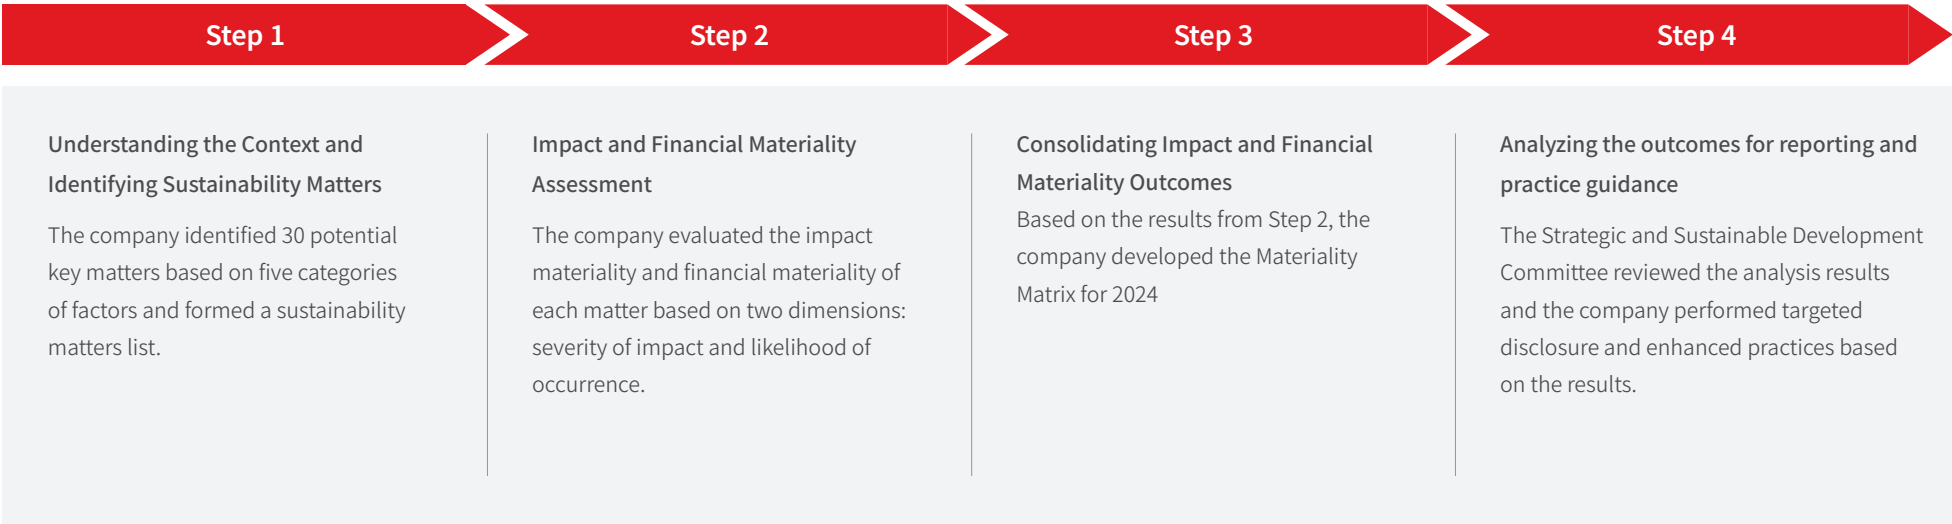 Step 1
Step 2
Step 3
Step 4
Understanding the Context and
Identifying Sustainability Matters
The company identified 30 potential
key matters based on five categories
of factors and formed a sustainability
matters list.
Impact and Financial Materiality
Assessment
The company evaluated the impact
materiality and financial materiality of
each matter based on two dimensions:
severity of impact and likelihood of
occurrence.
Consolidating Impact and Financial
Materiality Outcomes
Based on the results from Step 2, the
company developed the Materiality
Matrix for 2024
Analyzing the outcomes for reporting and
practice guidance
The Strategic and Sustainable Development
Committee reviewed the analysis results
and the company performed targeted
disclosure and enhanced practices based
on the results.